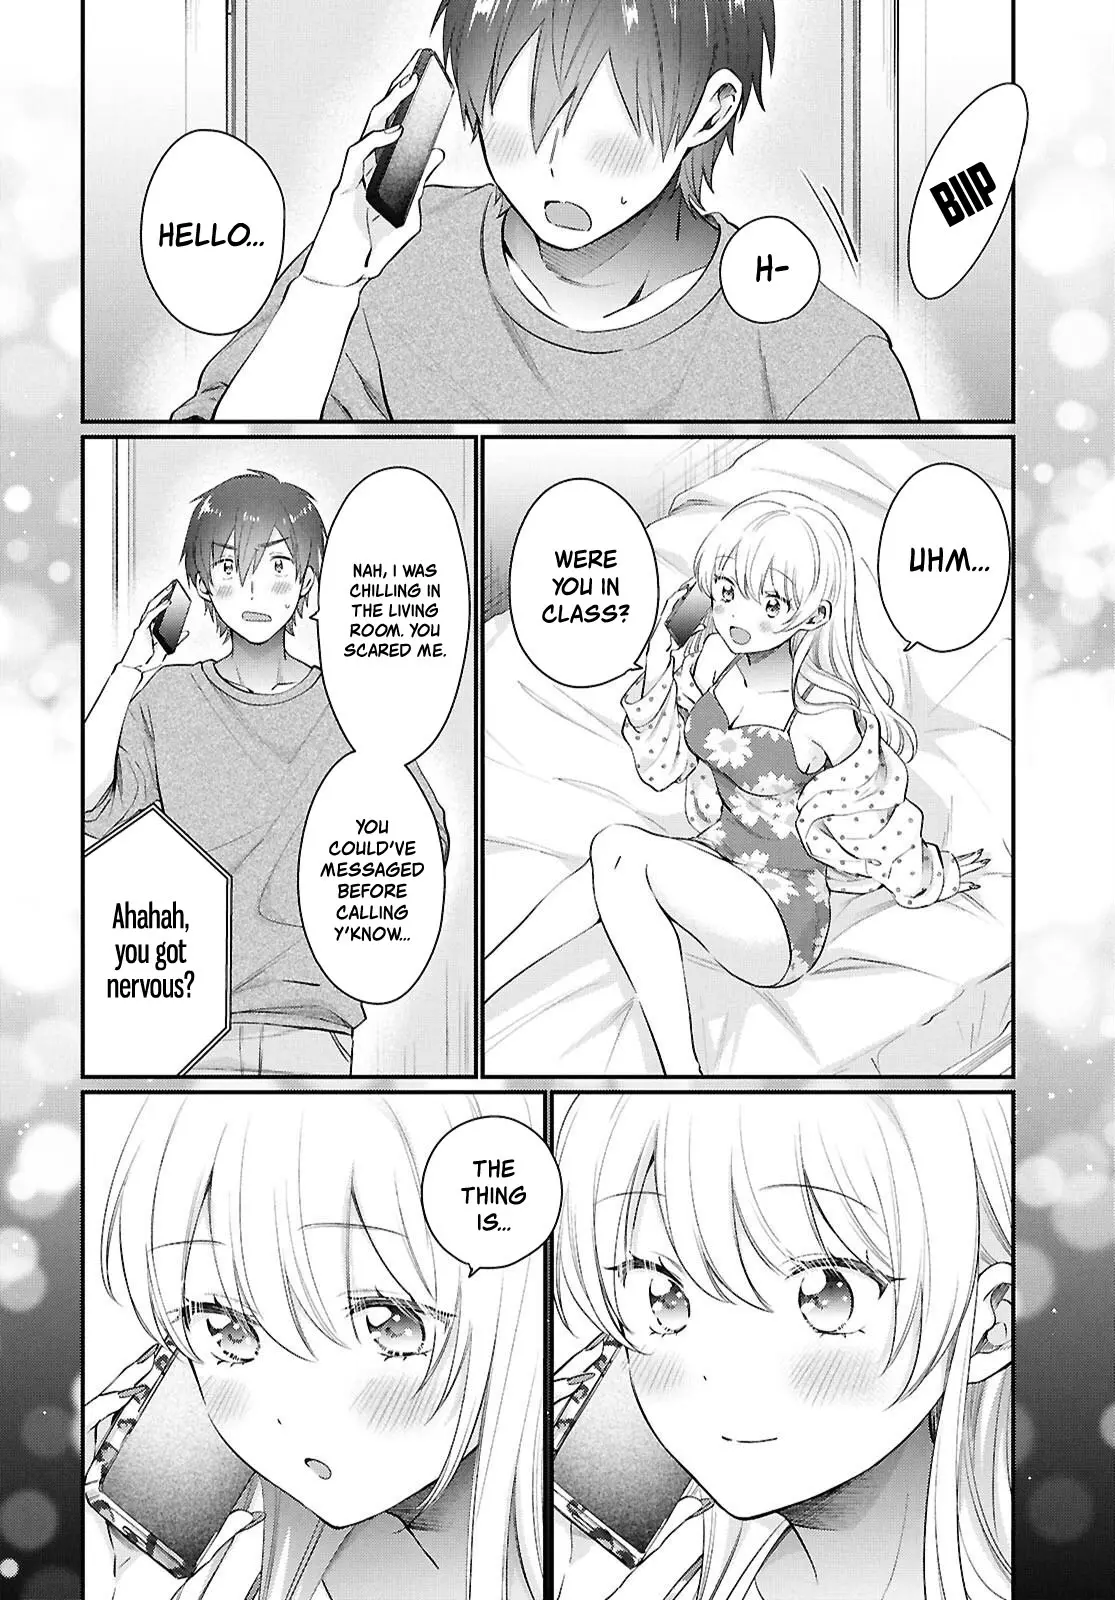 BIIP
H-
HELLO...
UHM...
WERE
YOU IN
CLASS?
NAH, I WAS
CHILLING IN
THE LIVING
ROOM. YOU
SCARED ME.
YOU
COULD'VE
MESSAGED
BEFORE
CALLING
Y'KNOW...
Ahahah,
you got
nervous?
THE
THING
IS...